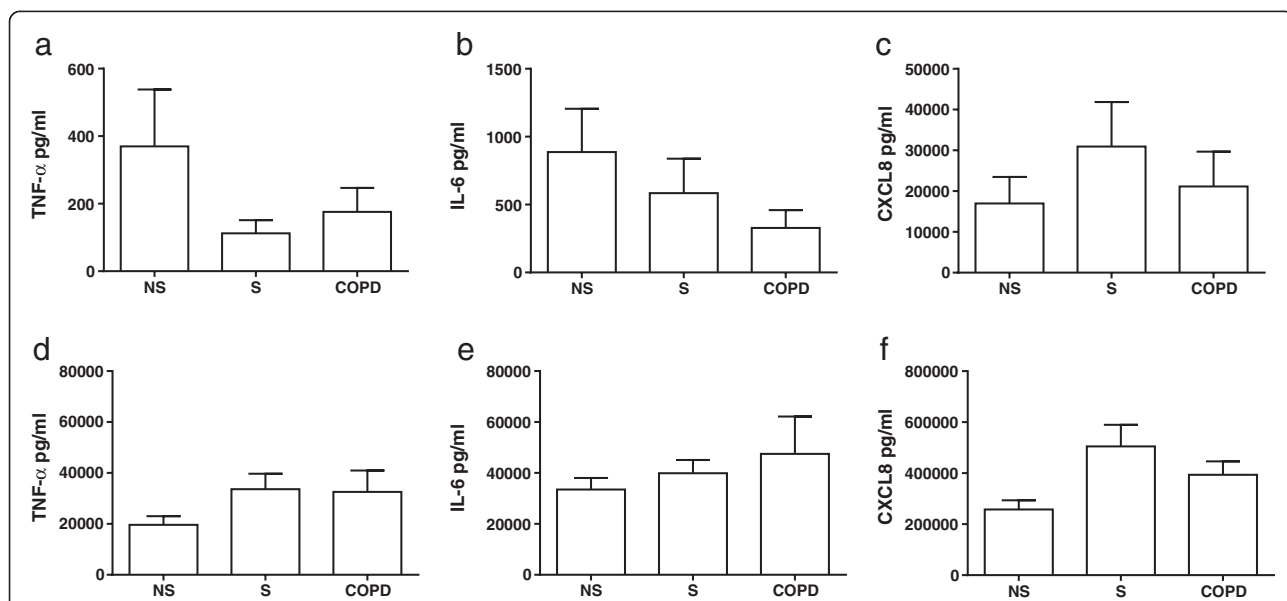 a
TNF-α pg/ml
600
400
200
0
NS S COPD
b
IL-6 pg/ml
1500
1000
500
0
NS S COPD
c
CXCL8 pg/ml
50000
40000
30000
20000
10000
0
NS S COPD
d
TNF-α pg/ml
80000
60000
40000
20000
0
NS S COPD
e
IL-6 pg/ml
80000
60000
40000
20000
0
NS S COPD
f
CXCL8 pg/ml
800000
600000
400000
200000
0
NS S COPD